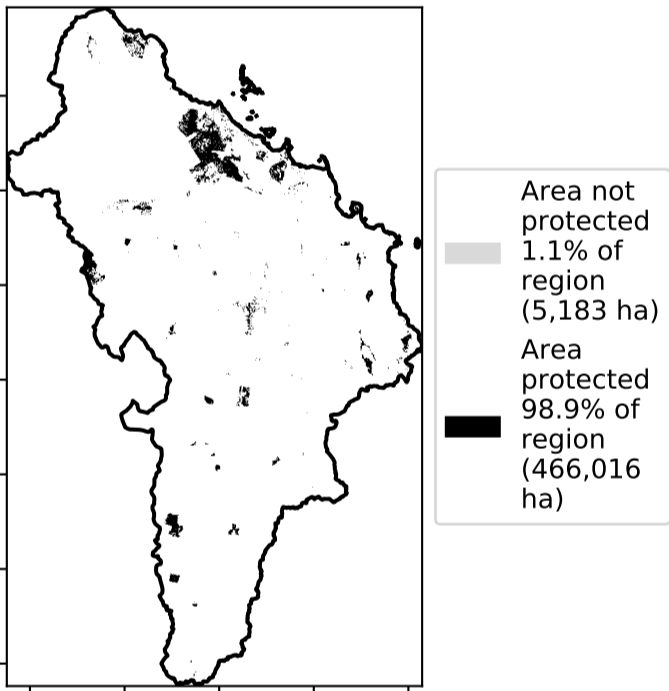 Area not
protected
1.1% of
region
(5,183 ha)
Area
protected
98.9% of
region
(466,016
ha)